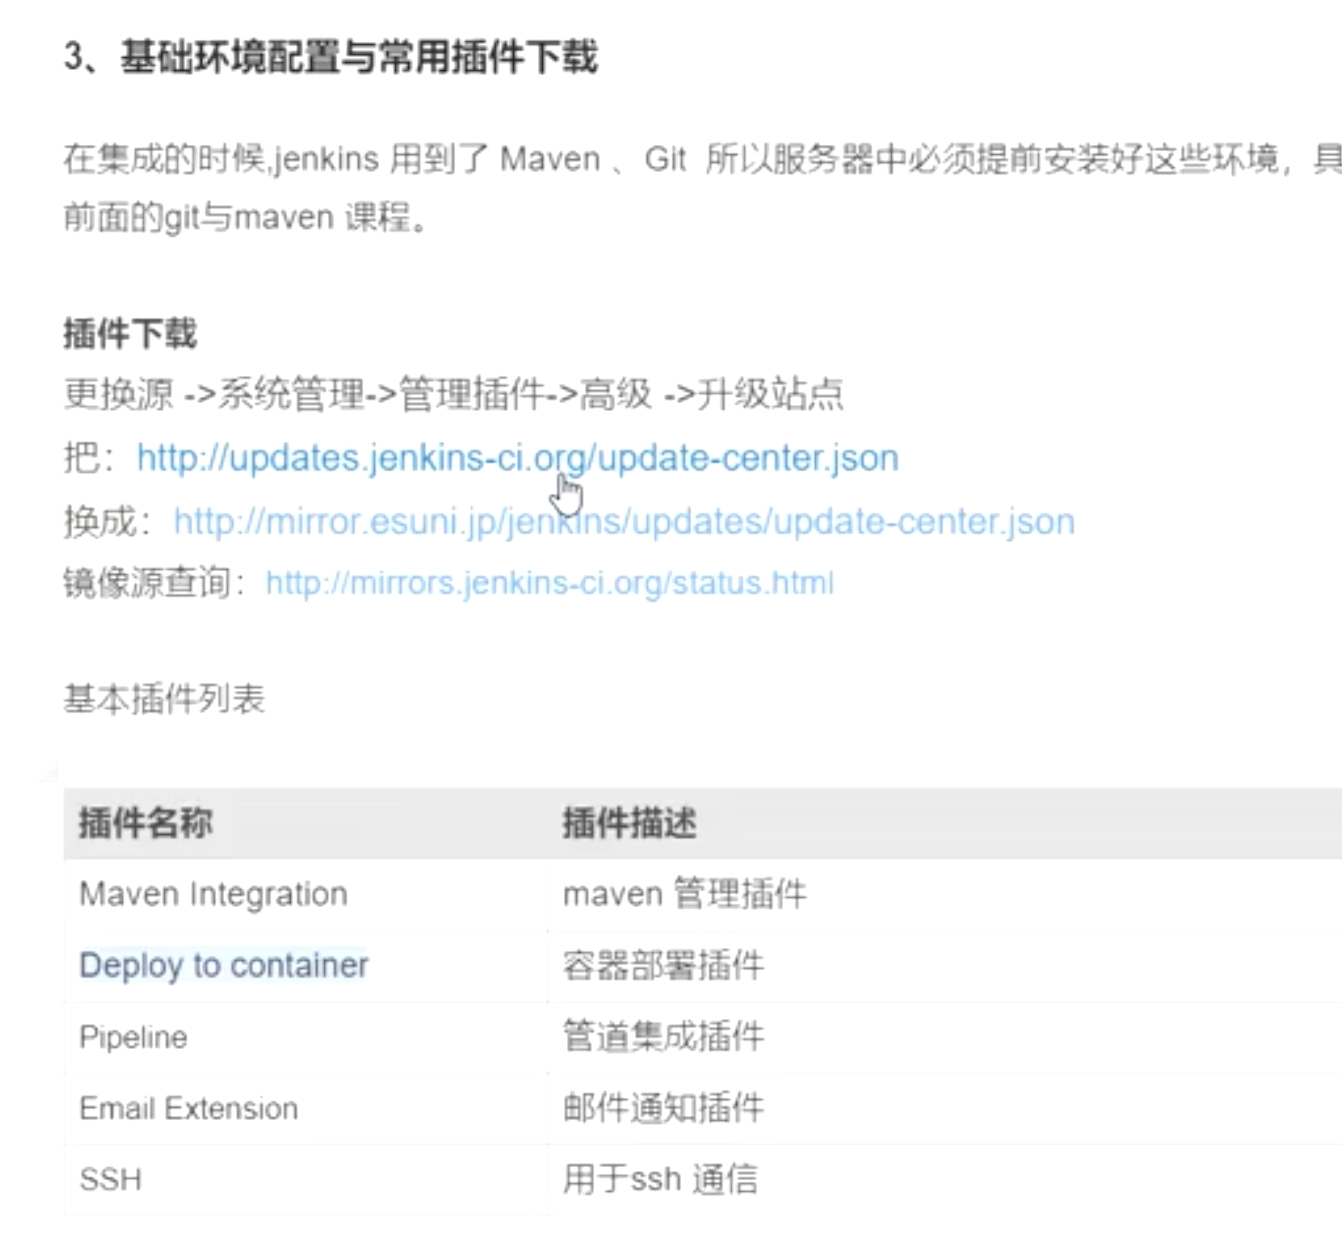 3、基础环境配置与常用插件下载
在集成的时候,jenkins 用到了 Maven 、Git 所以服务器中必须提前安装好这些环境，具
前面的git与maven 课程。
插件下载
更换源 ->系统管理->管理插件->高级 ->升级站点
把：http://updates.jenkins-ci.org/update-center.json
换成：http://mirror.esuni.jp/jenkins/updates/update-center.json
镜像源查询：http://mirrors.jenkins-ci.org/status.html
基本插件列表
插件名称 插件描述
Maven Integration maven 管理插件
Deploy to container 容器部署插件
Pipeline 管道集成插件
Email Extension 邮件通知插件
SSH 用于ssh 通信